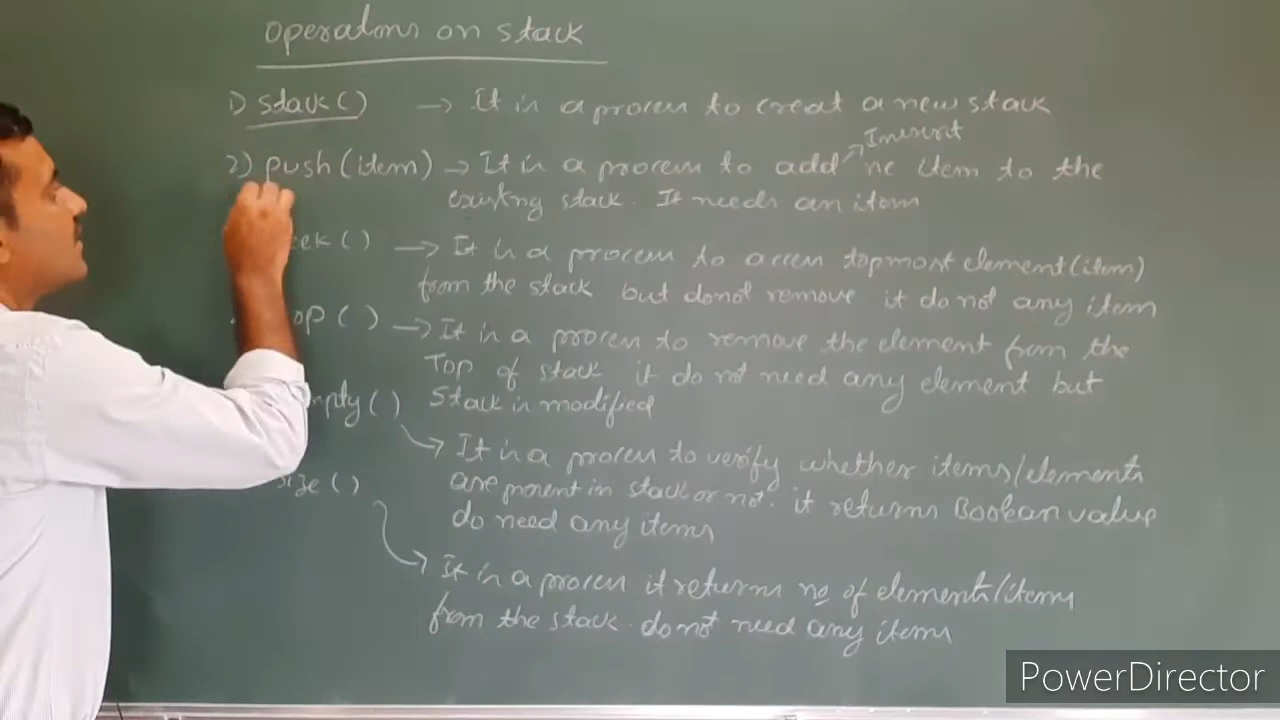 Operatons on stack
1) stack() → It is a process to creat a new stack
Inserit
2) push(item) → It is a process to add ne item to the
existing stack. It needs an item
eek() → It is a process to access topmost element(item)
from the stack but donot remove it do not any item
op() → It is a process to remove the element from the
Top of stack it do not need any element but
mpty() stack is modified
→ It is a process to verify whether items/elements
are present in stack or not. it returns Boolean value
do need any items
size()
→ It is a process it returns no of elements/items
from the stack. do not need any items
PowerDirector